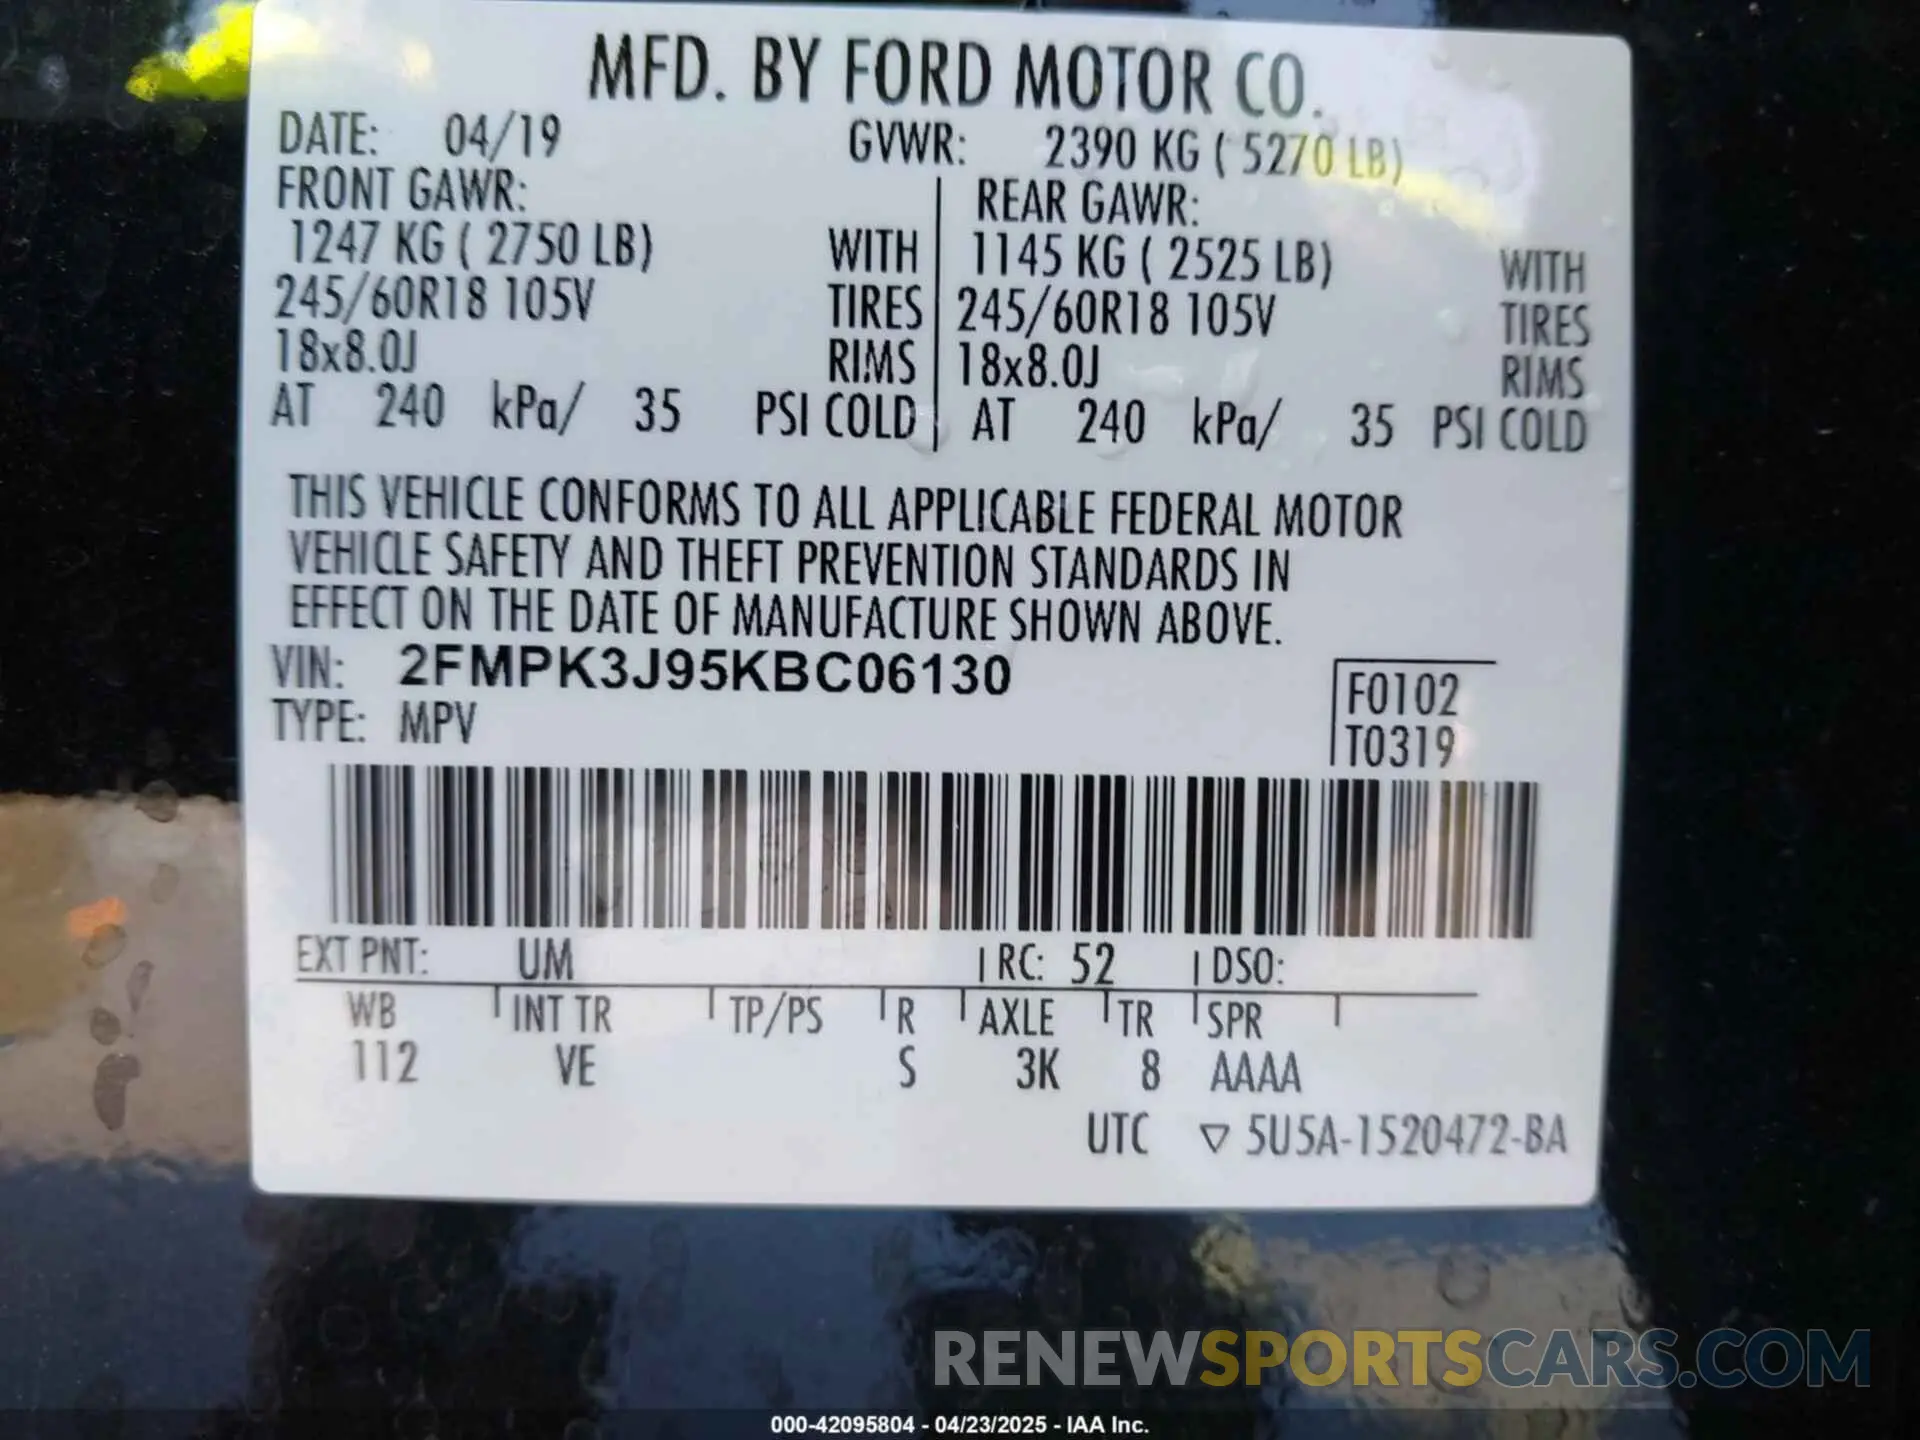 MFD. BY FORD MOTOR CO.
DATE: 04/19 GVWR: 2390 KG ( 5270 LB)
FRONT GAWR: REAR GAWR:
1247 KG ( 2750 LB) WITH 1145 KG ( 2525 LB) WITH
245/60R18 105V TIRES 245/60R18 105V TIRES
18x8.0J RIMS 18x8.0J RIMS
AT 240 kPa/ 35 PSI COLD AT 240 kPa/ 35 PSI COLD
THIS VEHICLE CONFORMS TO ALL APPLICABLE FEDERAL MOTOR
VEHICLE SAFETY AND THEFT PREVENTION STANDARDS IN
EFFECT ON THE DATE OF MANUFACTURE SHOWN ABOVE.
VIN: 2FMPK3J95KBC06130 F0102
TYPE: MPV T0319
EXT PNT: UM RC: 52 DSO:
WB INT TR TP/PS R AXLE TR SPR
112 VE S 3K 8 AAAA
UTC ▽ 5U5A-1520472-BA
RENEWSPORTSCARS.COM
000-42095804 - 04/23/2025 - IAA Inc.